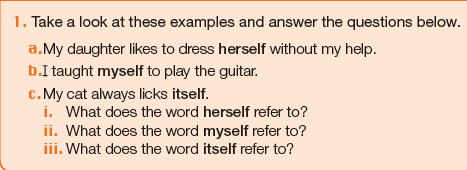 1. Take a look at these examples and answer the questions below.
a. My daughter likes to dress herself without my help.
b. I taught myself to play the guitar.
c. My cat always licks itself.
i. What does the word herself refer to?
ii. What does the word myself refer to?
iii. What does the word itself refer to?